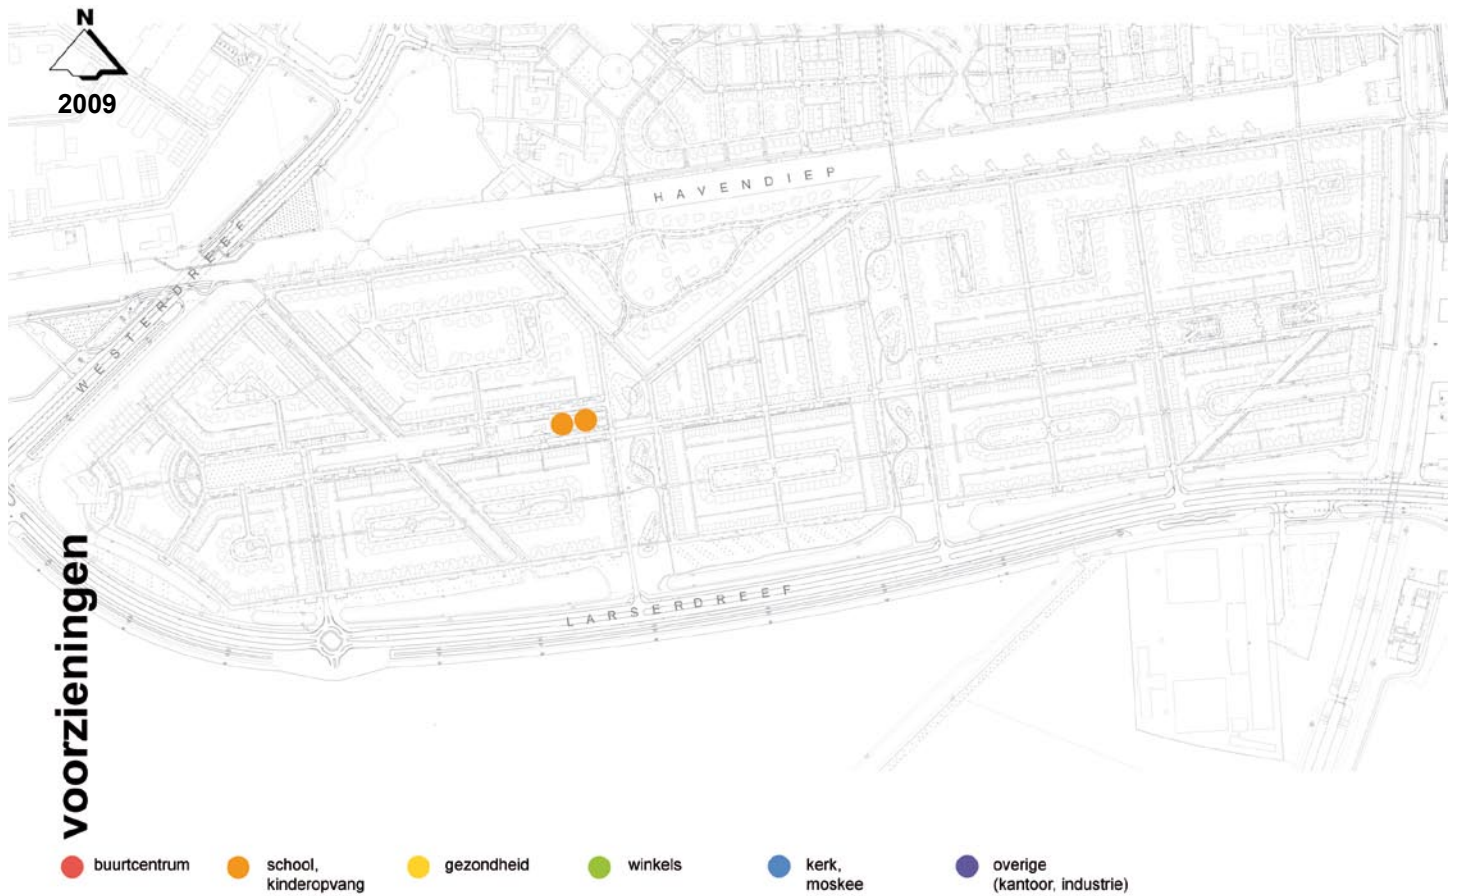 N
2009
HAVENDIEP
WESTERDREEF
LARSERDREEF
voorzieningen
buurtcentrum
school,
kinderopvang
gezondheid
winkels
kerk,
moskee
overige
(kantoor, industrie)